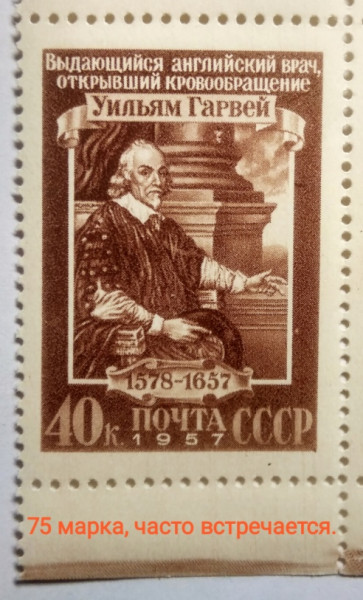 Выдающийся английский врач,
открывший кровообращение
Уильям Гарвей
1578-1657
40к. ПОЧТА СССР
1957
75 марка, часто встречается.